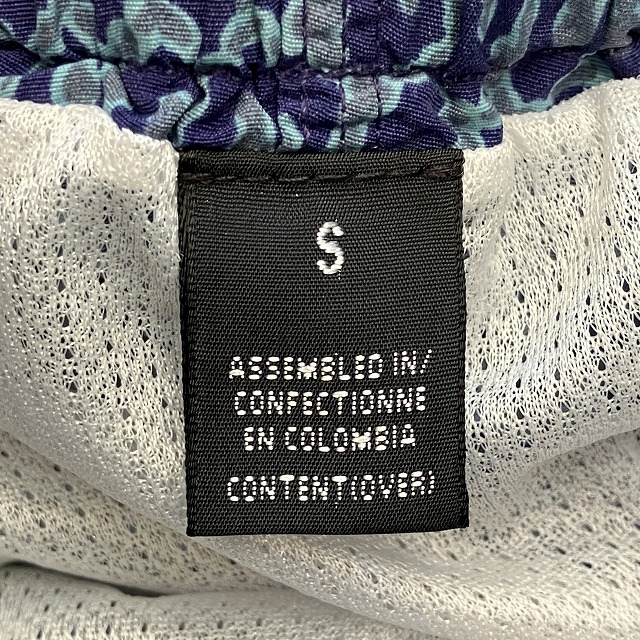 S
ASSEMBLED IN/
CONFECTIONNE
EN COLOMBIA
CONTENT(OVER)